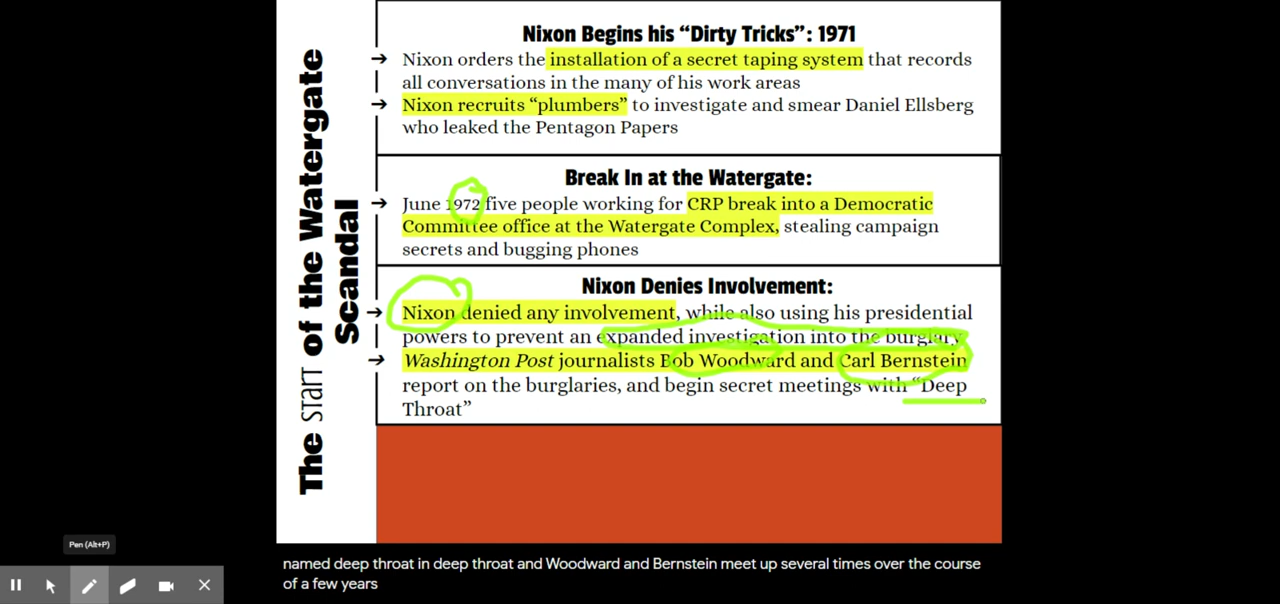 The START of the Watergate
Scandal
Nixon Begins his “Dirty Tricks”: 1971
→ Nixon orders the installation of a secret taping system that records
all conversations in the many of his work areas
→ Nixon recruits “plumbers” to investigate and smear Daniel Ellsberg
who leaked the Pentagon Papers
Break In at the Watergate:
→ June 1972 five people working for CRP break into a Democratic
Committee office at the Watergate Complex, stealing campaign
secrets and bugging phones
Nixon Denies Involvement:
→ Nixon denied any involvement, while also using his presidential
powers to prevent an expanded investigation into the burglary
→ Washington Post journalists Bob Woodward and Carl Bernstein
report on the burglaries, and begin secret meetings with “Deep
Throat”
Pen (Alt+P)
named deep throat in deep throat and Woodward and Bernstein meet up several times over the course
of a few years